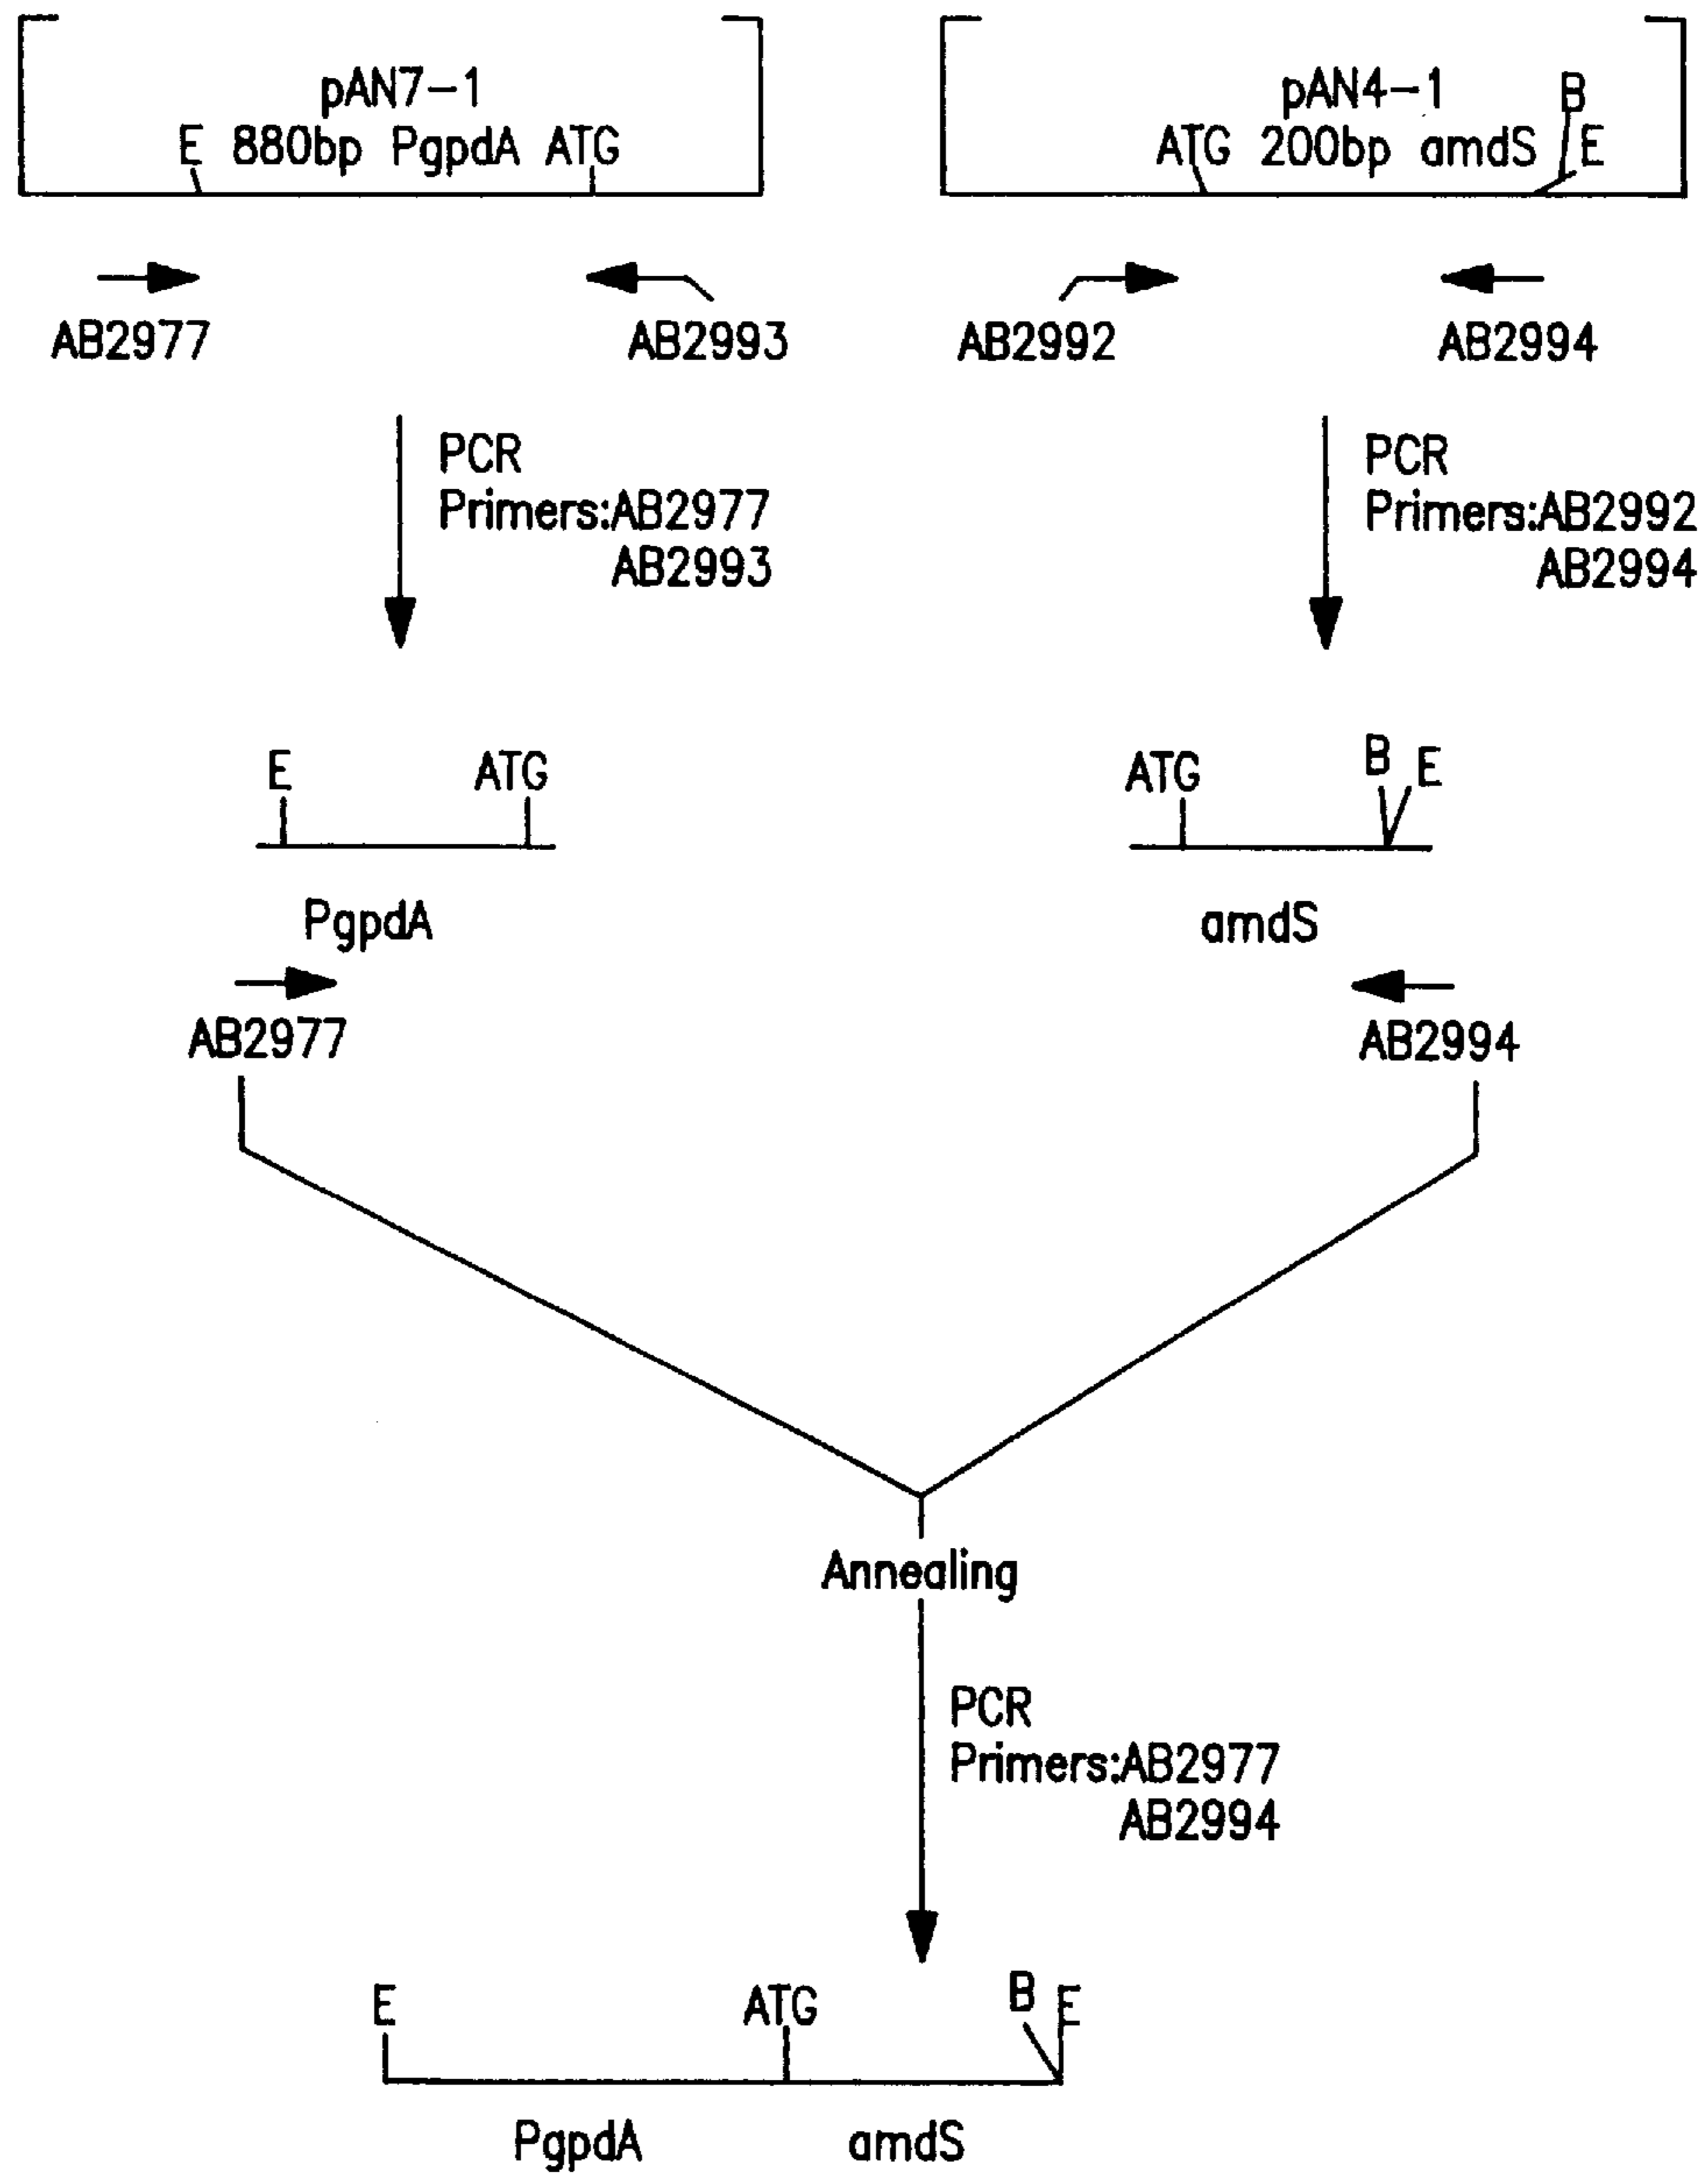 pAN7-1
E 880bp PgpdA ATG
pAN4-1
B
ATG 200bp amdS E
AB2977
AB2993
AB2992
AB2994
PCR
Primers:AB2977
AB2993
PCR
Primers:AB2992
AB2994
E
ATG
PgpdA
AB2977
ATG
B
E
amdS
AB2994
Annealing
PCR
Primers:AB2977
AB2994
E
ATG
B
E
PgpdA
amdS